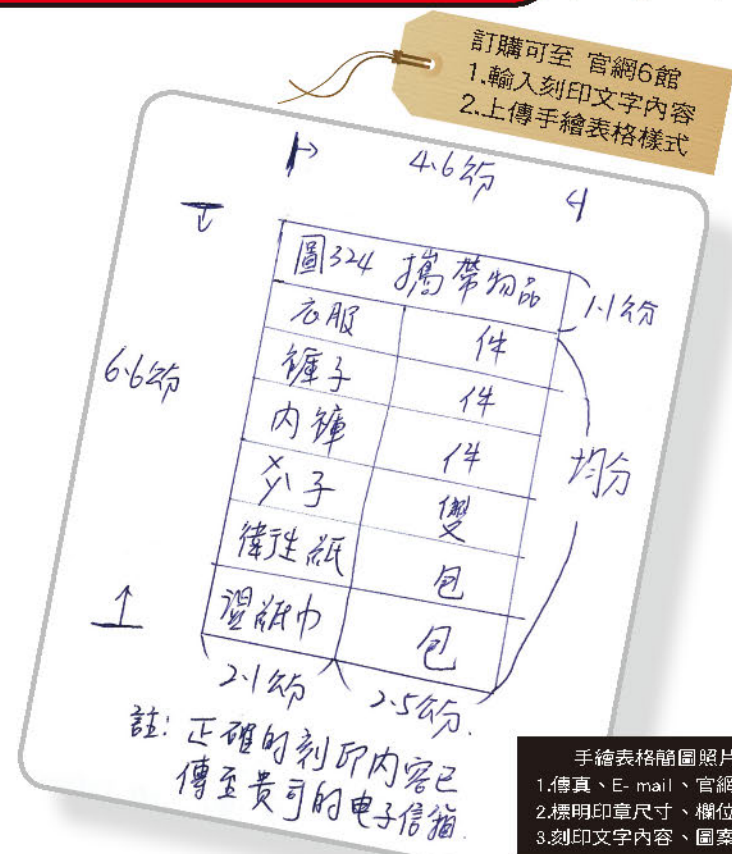 訂購可至 官網6館
1.輸入刻印文字內容
2.上傳手繪表格樣式
4.6公分
圖324 攜帶物品
1.1公分
衣服 件
褲子 件
6.6公分
內褲 件
均分
子 雙
衛生紙 包
濕紙巾 包
2.1公分 2.5公分.
註: 正確的刻印內容已
傳至貴司的电子信箱.
手繪表格簡圖照片
1.傳真、E- mail、官網
2.標明印章尺寸、欄位
3.刻印文字內容、圖案